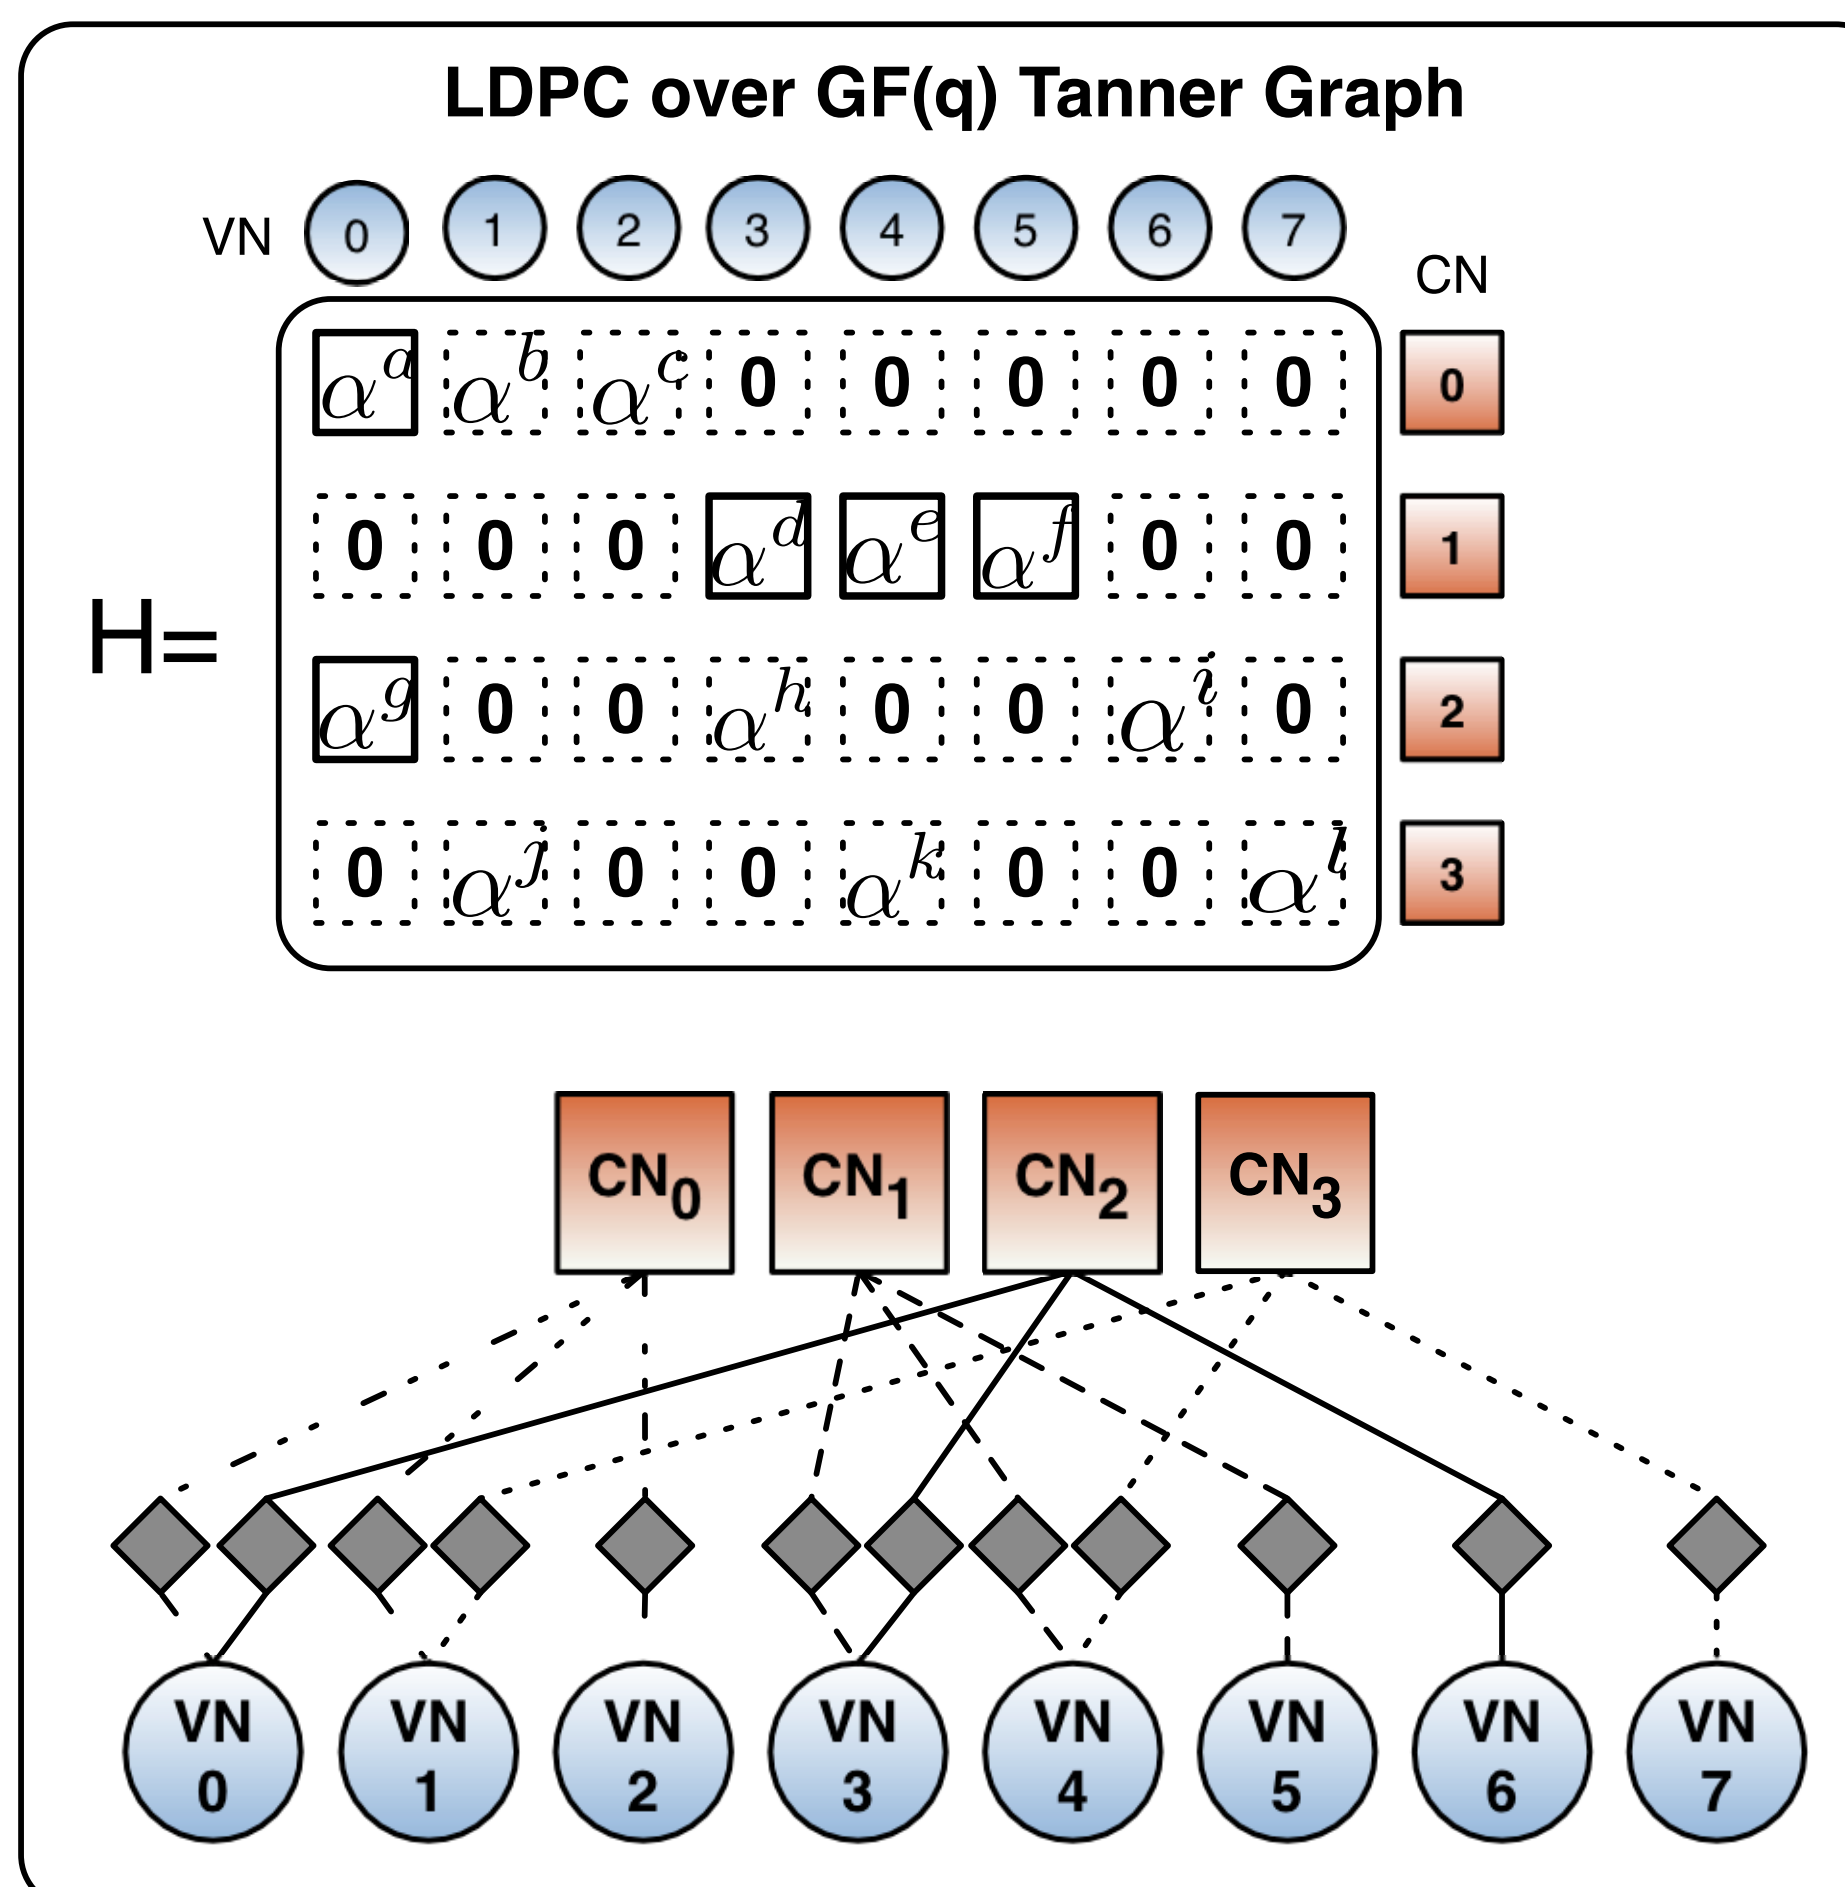 LDPC over GF(q) Tanner Graph
VN 0 1 2 3 4 5 6 7
CN
α^a α^b α^c 0 0 0 0 0 0
0 0 0 α^d α^e α^f 0 0 1
H=
α^g 0 0 α^h 0 0 α^i 0 2
0 α^j 0 0 α^k 0 0 α^l 3
CN₀ CN₁ CN₂ CN₃
VN VN VN VN VN VN VN VN
0 1 2 3 4 5 6 7